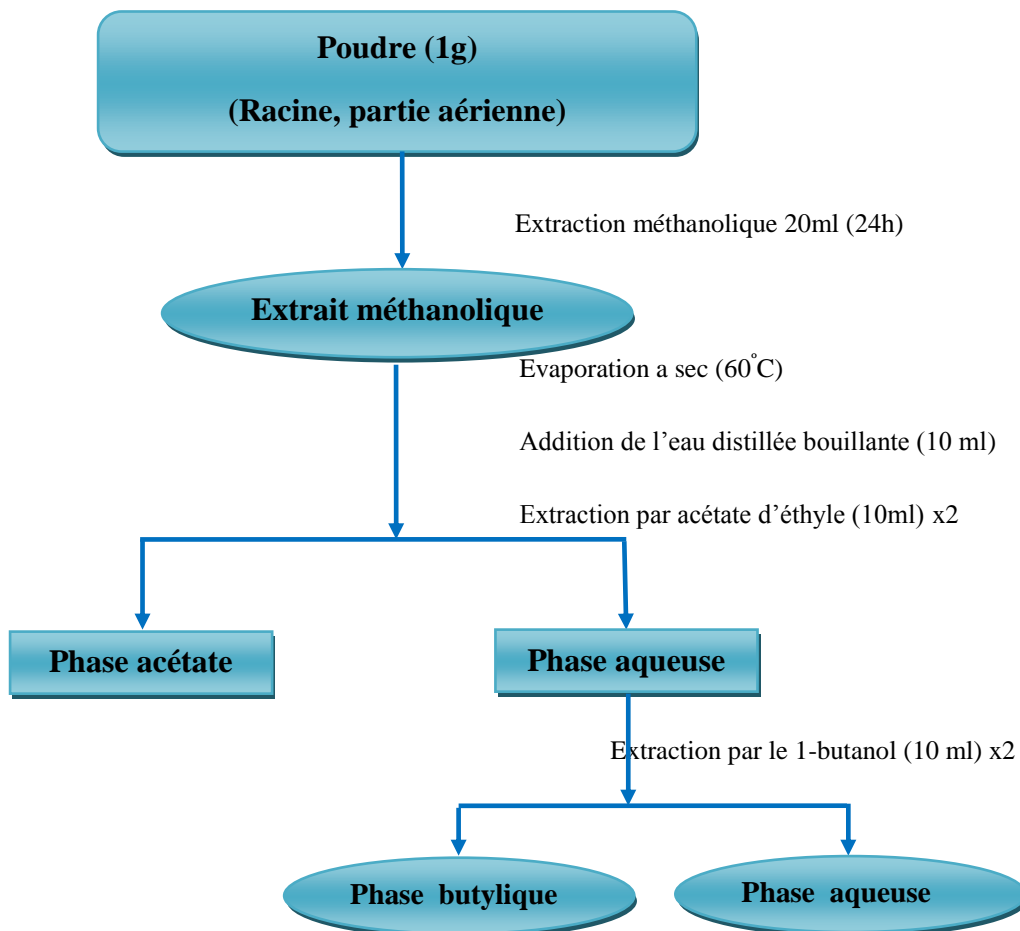 Poudre (1g)
(Racine, partie aérienne)
Extraction méthanolique 20ml (24h)
Extrait méthanolique
Evaporation a sec (60°C)
Addition de l’eau distillée bouillante (10 ml)
Extraction par acétate d’éthyle (10ml) x2
Phase acétate
Phase aqueuse
Extraction par le 1-butanol (10 ml) x2
Phase butylique
Phase aqueuse